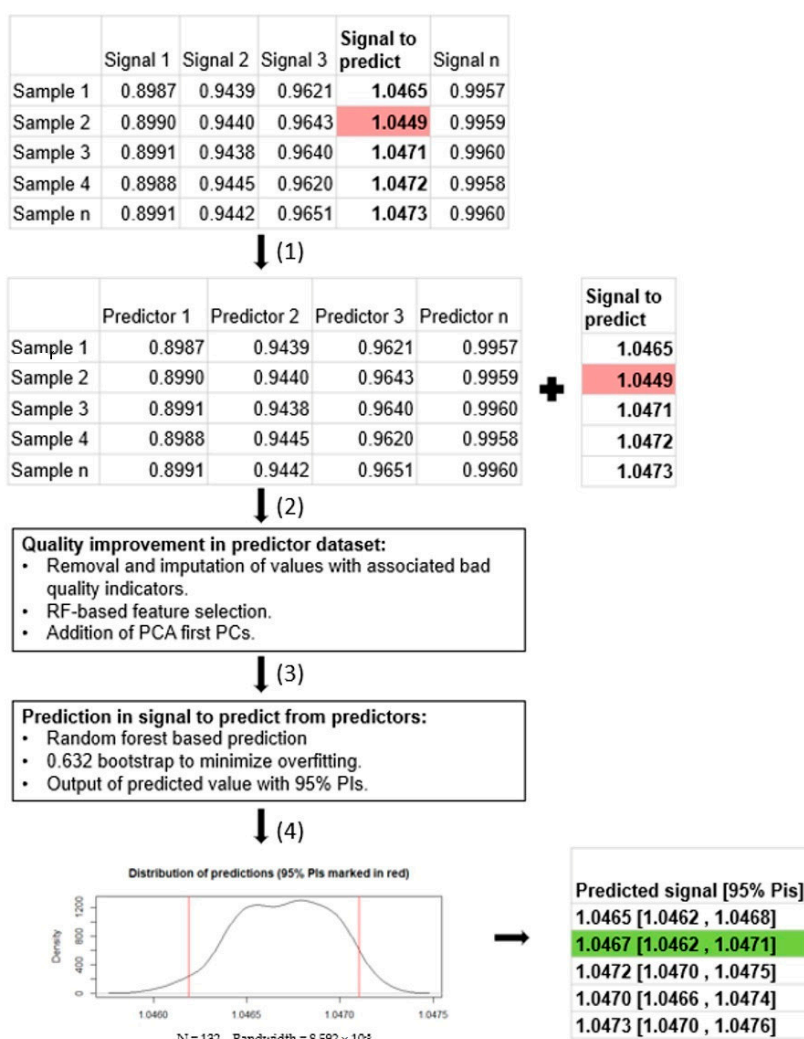 Signal 1 Signal 2 Signal 3 Signal to predict Signal n
Sample 1 0.8987 0.9439 0.9621 1.0465 0.9957
Sample 2 0.8990 0.9440 0.9643 1.0449 0.9959
Sample 3 0.8991 0.9438 0.9640 1.0471 0.9960
Sample 4 0.8988 0.9445 0.9620 1.0472 0.9958
Sample n 0.8991 0.9442 0.9651 1.0473 0.9960
(1)
Predictor 1 Predictor 2 Predictor 3 Predictor n
Sample 1 0.8987 0.9439 0.9621 0.9957
Sample 2 0.8990 0.9440 0.9643 0.9959
Sample 3 0.8991 0.9438 0.9640 0.9960
Sample 4 0.8988 0.9445 0.9620 0.9958
Sample n 0.8991 0.9442 0.9651 0.9960
Signal to
predict
1.0465
1.0449
1.0471
1.0472
1.0473
(2)
Quality improvement in predictor dataset:
• Removal and imputation of values with associated bad
quality indicators.
• RF-based feature selection.
• Addition of PCA first PCs.
(3)
Prediction in signal to predict from predictors:
• Random forest based prediction
• 0.632 bootstrap to minimize overfitting.
• Output of predicted value with 95% PIs.
(4)
Distribution of predictions (95% PIs marked in red)
Density
0 400 800 1200
1.0460 1.0465 1.0470 1.0475
N = 132 Bandwidth =
Predicted signal [95% Pis]
1.0465 [1.0462 , 1.0468]
1.0467 [1.0462 , 1.0471]
1.0472 [1.0470 , 1.0475]
1.0470 [1.0466 , 1.0474]
1.0473 [1.0470 , 1.0476]